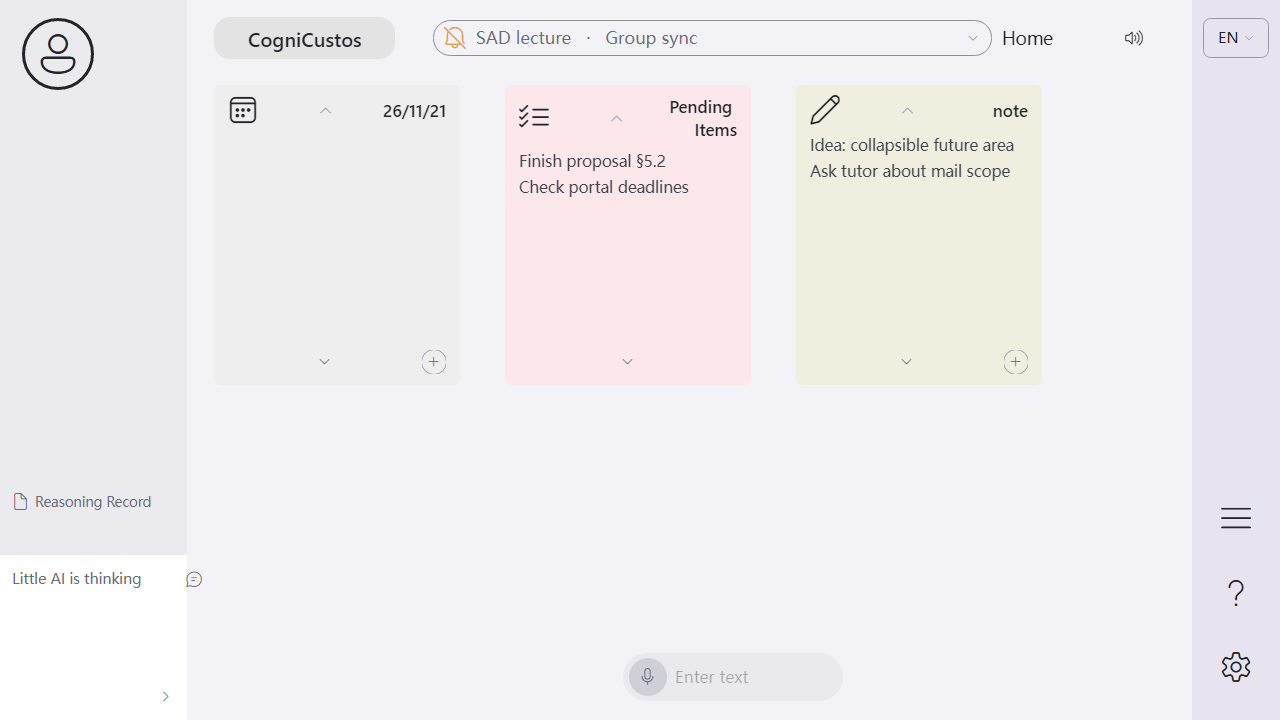 CogniCustos
SAD lecture · Group sync
Home
EN
26/11/21
Pending
Items
Finish proposal §5.2
Check portal deadlines
note
Idea: collapsible future area
Ask tutor about mail scope
Reasoning Record
Little AI is thinking
Enter text